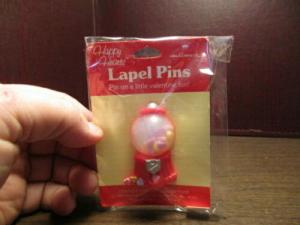 Happy
Hearts
Lapel Pins
Pin on a little valentine fun!